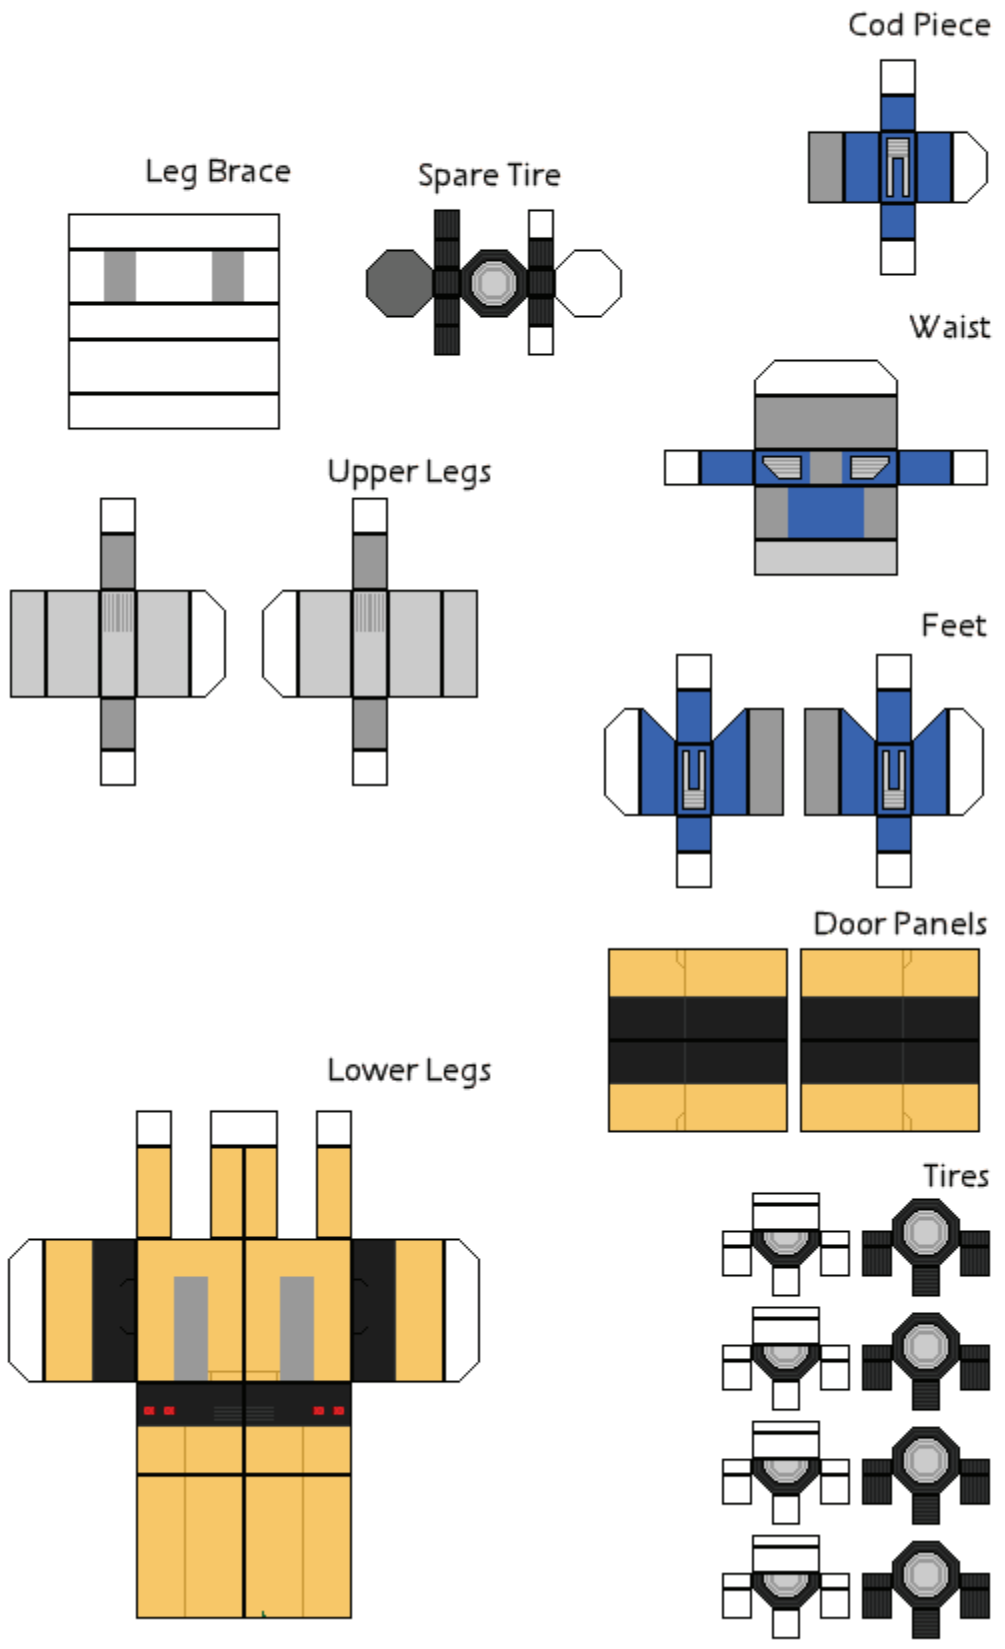 Cod Piece
Leg Brace
Spare Tire
Waist
Upper Legs
Feet
Door Panels
Lower Legs
Tires